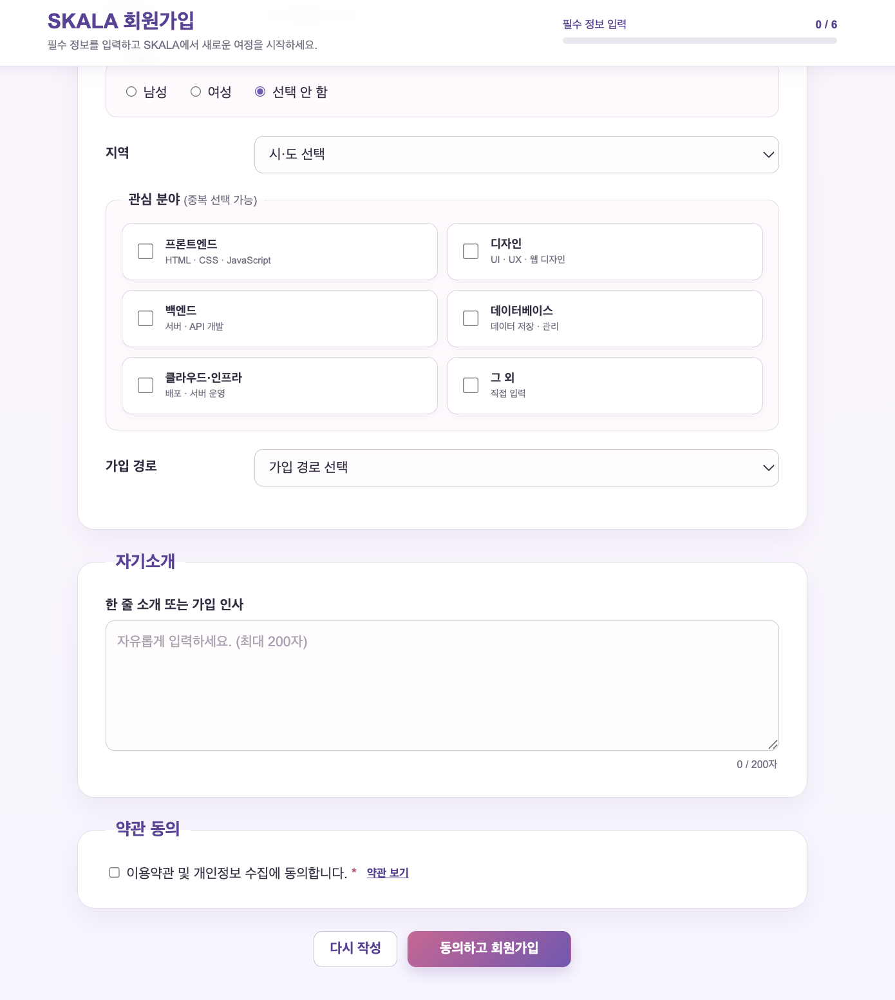 SKALA 회원가입
필수 정보를 입력하고 SKALA에서 새로운 여정을 시작하세요.
필수 정보 입력 0 / 6
남성 여성 선택 안 함
지역 시·도 선택
관심 분야 (중복 선택 가능)
프론트엔드
HTML · CSS · JavaScript
디자인
UI · UX · 웹 디자인
백엔드
서버 · API 개발
데이터베이스
데이터 저장 · 관리
클라우드·인프라
배포 · 서버 운영
그 외
직접 입력
가입 경로 가입 경로 선택
자기소개
한 줄 소개 또는 가입 인사
자유롭게 입력하세요. (최대 200자)
0 / 200자
약관 동의
이용약관 및 개인정보 수집에 동의합니다. * 약관 보기
다시 작성 동의하고 회원가입